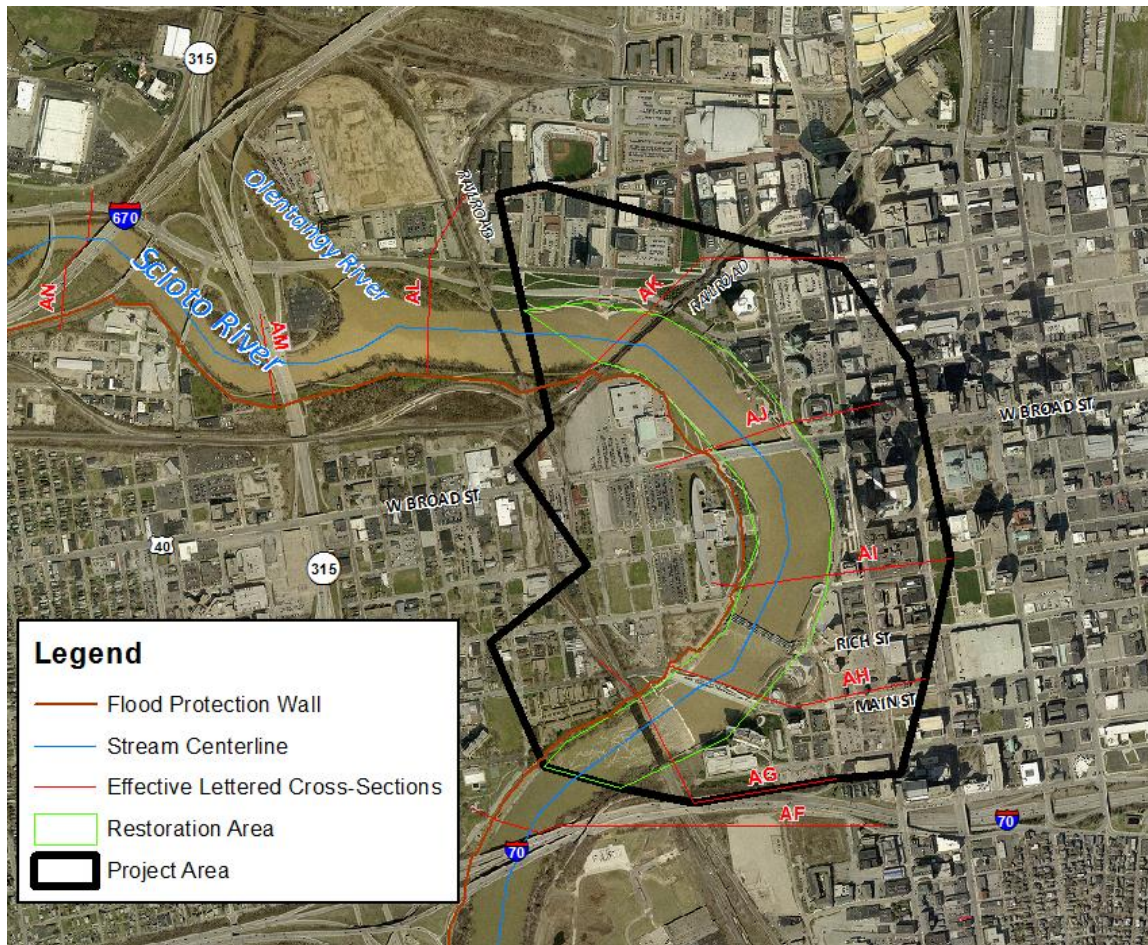 315
670
Olentangy River
Scioto River
RAILROAD
AN
AM
AL
AK
RAILROAD
AJ
W BROAD ST
W BROAD ST
40
315
AI
RICH ST
AH
MAIN ST
AG
AF
70
70
Legend
Flood Protection Wall
Stream Centerline
Effective Lettered Cross-Sections
Restoration Area
Project Area